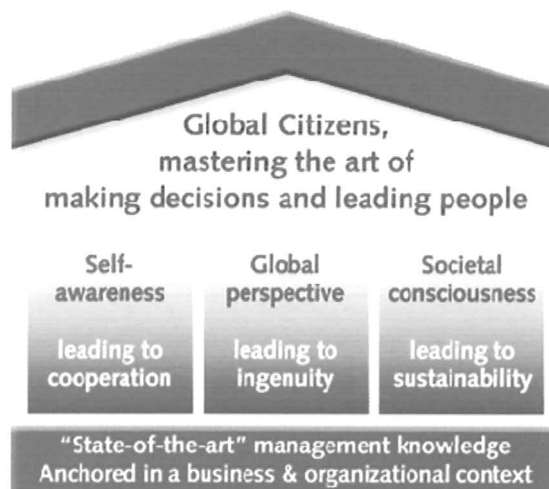 Global Citizens,
mastering the art of
making decisions and leading people
Self-
awareness
leading to
cooperation
Global
perspective
leading to
ingenuity
Societal
consciousness
leading to
sustainability
“State-of-the-art” management knowledge
Anchored in a business & organizational context